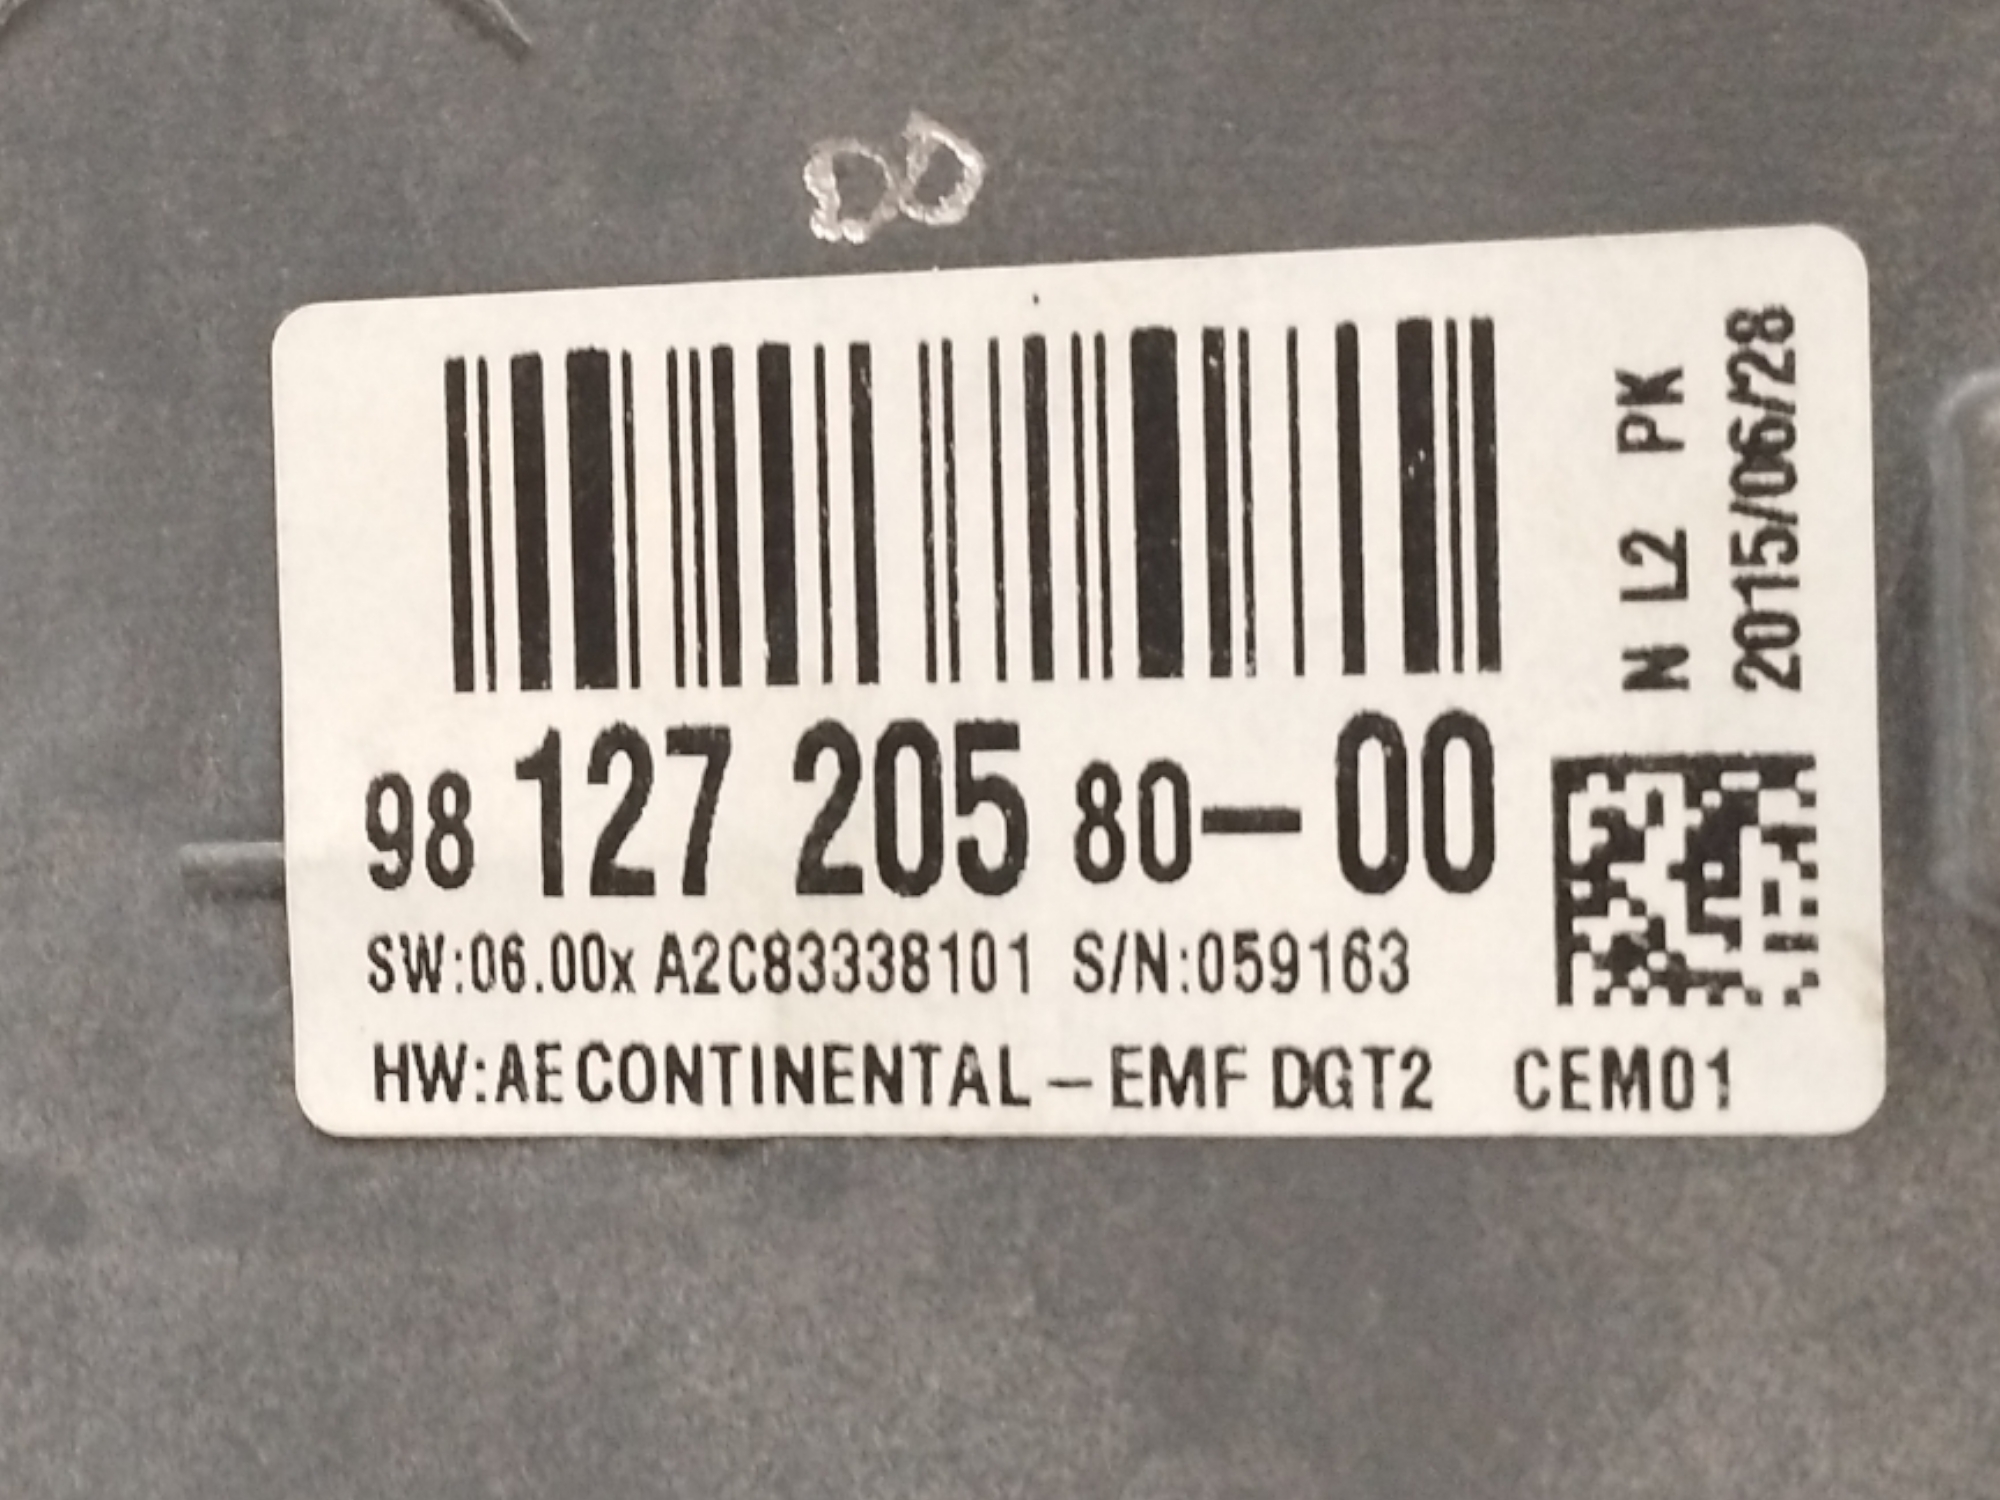 98 127 205 80-00
SW:06.00x A2C83338101 S/N:059163
HW:AE CONTINENTAL - EMF DGT2 CEM01
N L2 PK
2015/06/28